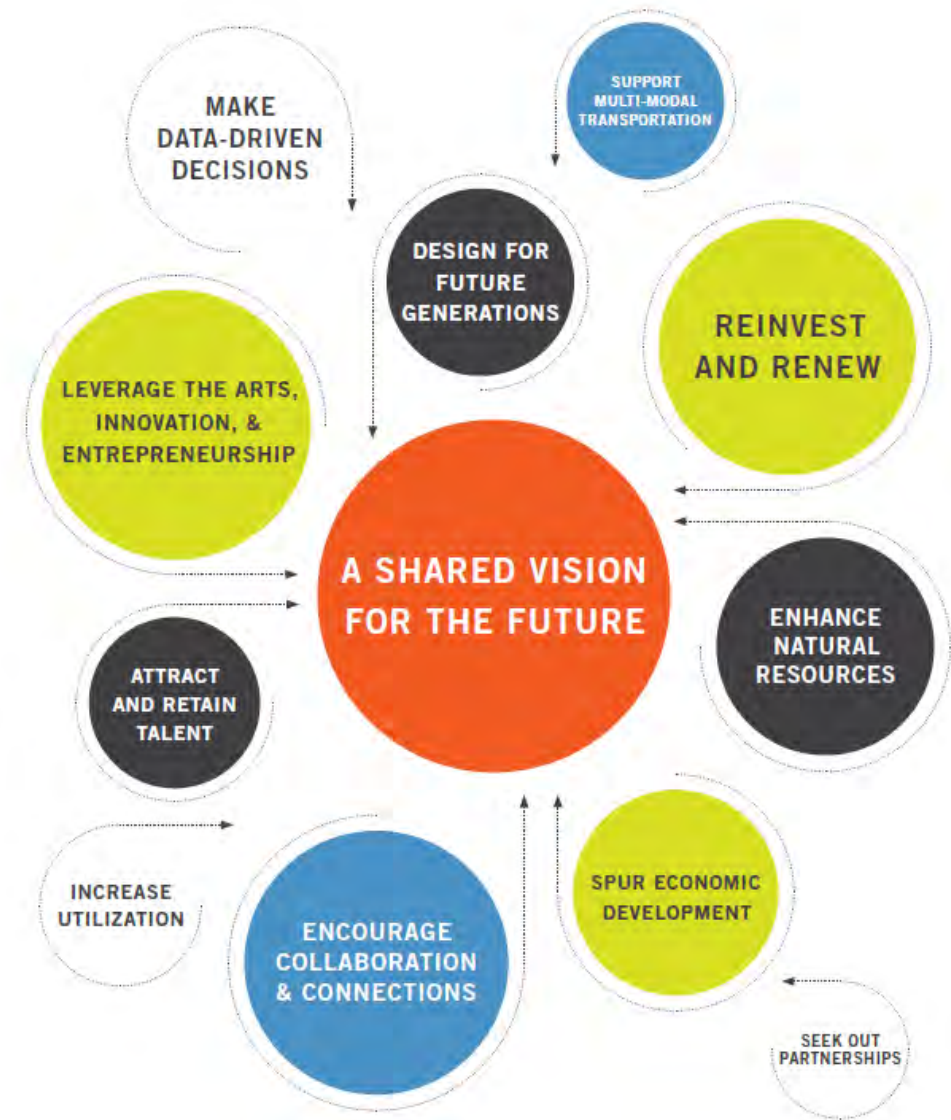 MAKE
DATA-DRIVEN
DECISIONS
SUPPORT
MULTI-MODAL
TRANSPORTATION
DESIGN FOR
FUTURE
GENERATIONS
REINVEST
AND RENEW
LEVERAGE THE ARTS,
INNOVATION, &
ENTREPRENEURSHIP
A SHARED VISION
FOR THE FUTURE
ENHANCE
NATURAL
RESOURCES
ATTRACT
AND RETAIN
TALENT
INCREASE
UTILIZATION
SPUR ECONOMIC
DEVELOPMENT
ENCOURAGE
COLLABORATION
& CONNECTIONS
SEEK OUT
PARTNERSHIPS